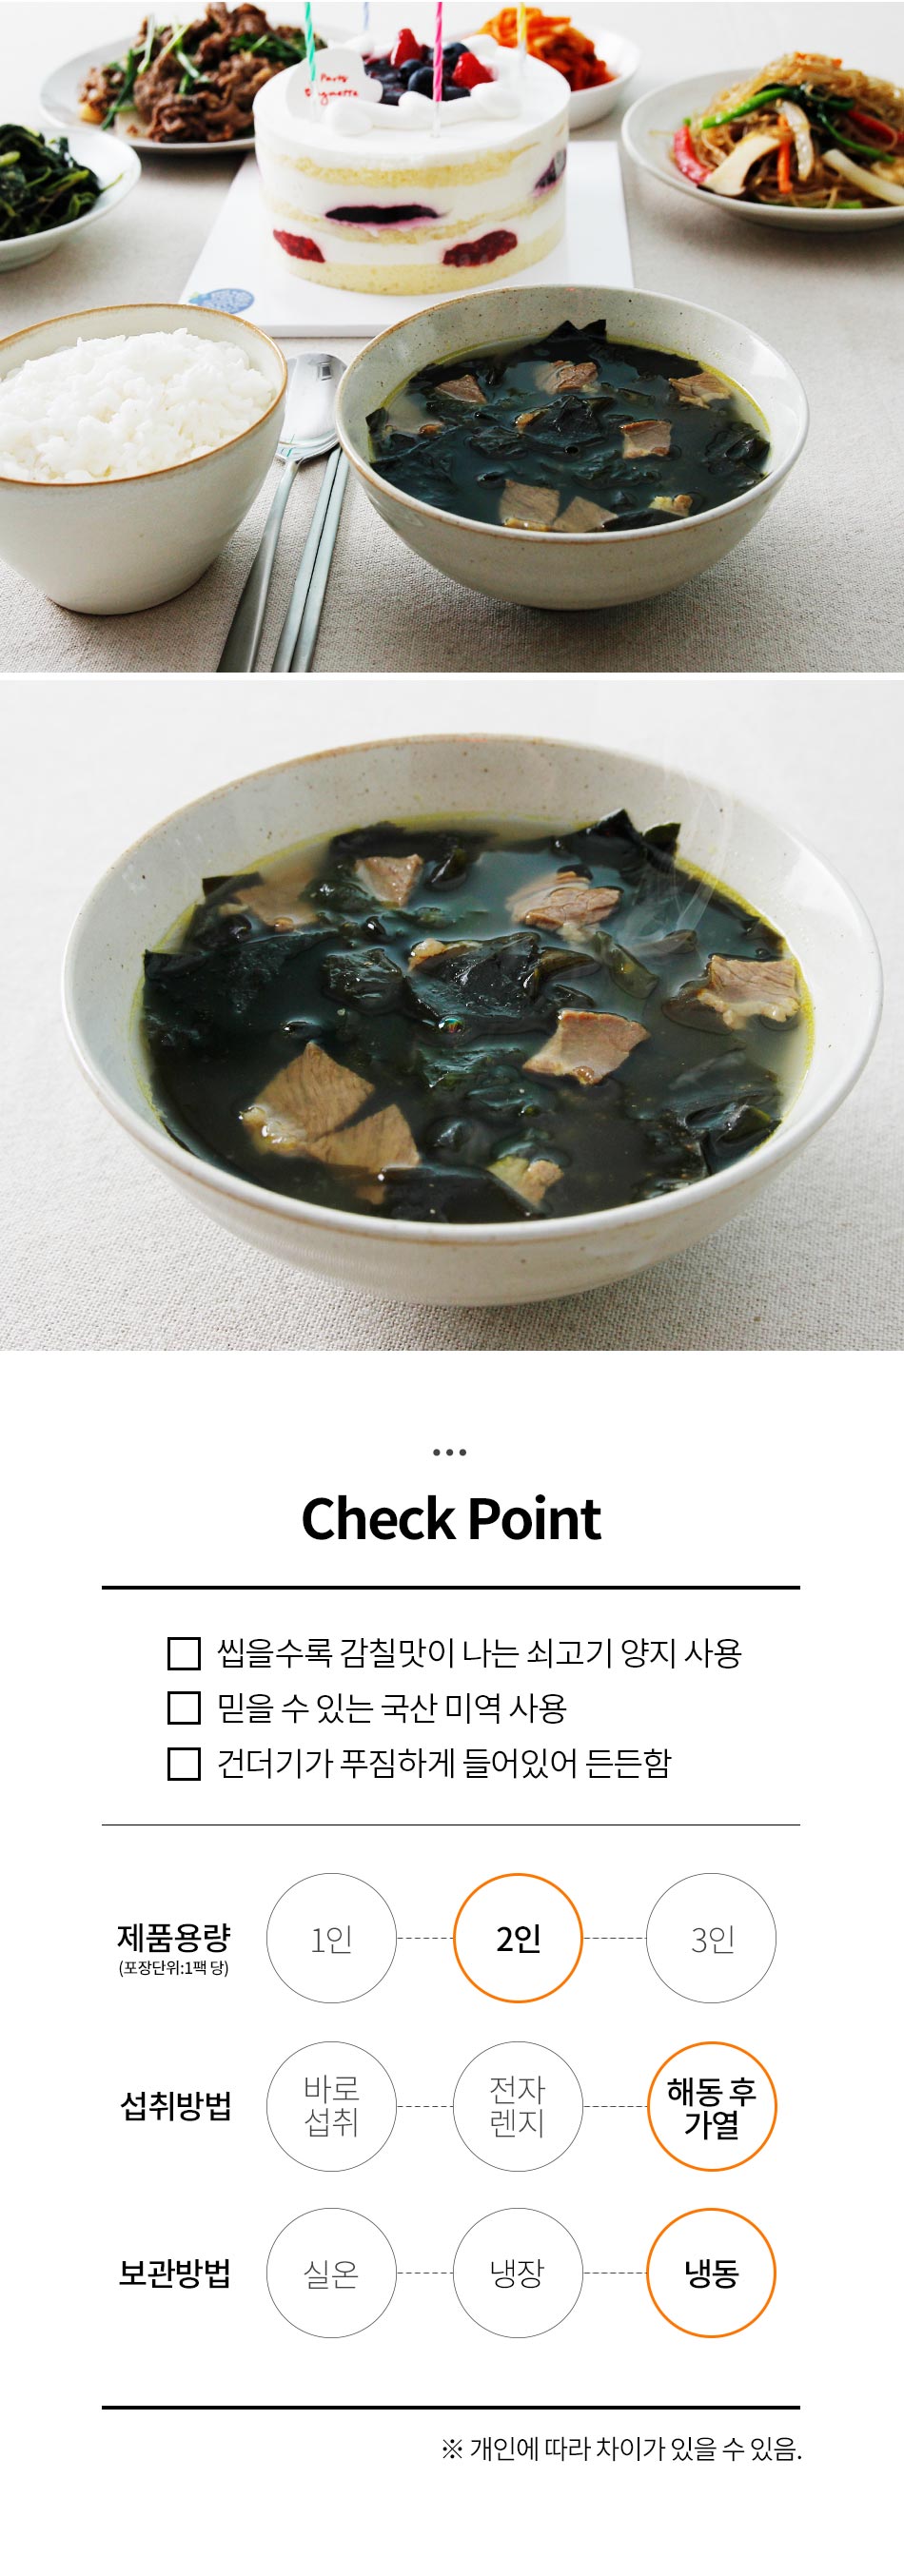 Party
Check Point
씹을수록 감칠맛이 나는 쇠고기 양지 사용
믿을 수 있는 국산 미역 사용
건더기가 푸짐하게 들어있어 든든함
제품용량
(포장단위:1팩 당)
1인
2인
3인
섭취방법
바로
섭취
전자
렌지
해동 후
가열
보관방법
실온
냉장
냉동
※ 개인에 따라 차이가 있을 수 있음.